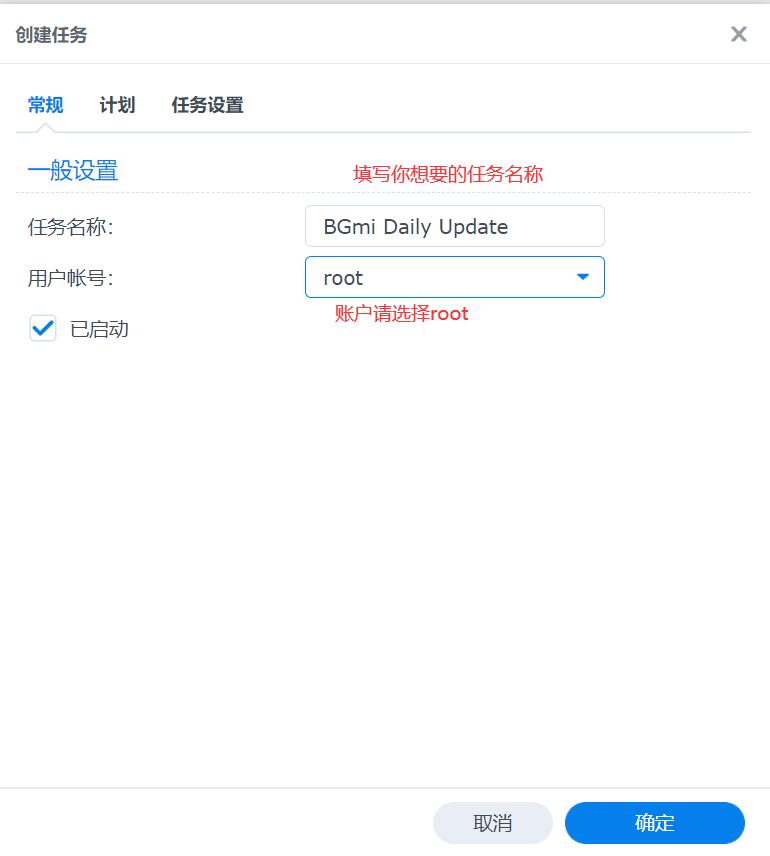 创建任务
常规 计划 任务设置
一般设置
填写你想要的任务名称
任务名称: BGmi Daily Update
用户帐号: root
账户请选择root
已启动
取消 确定